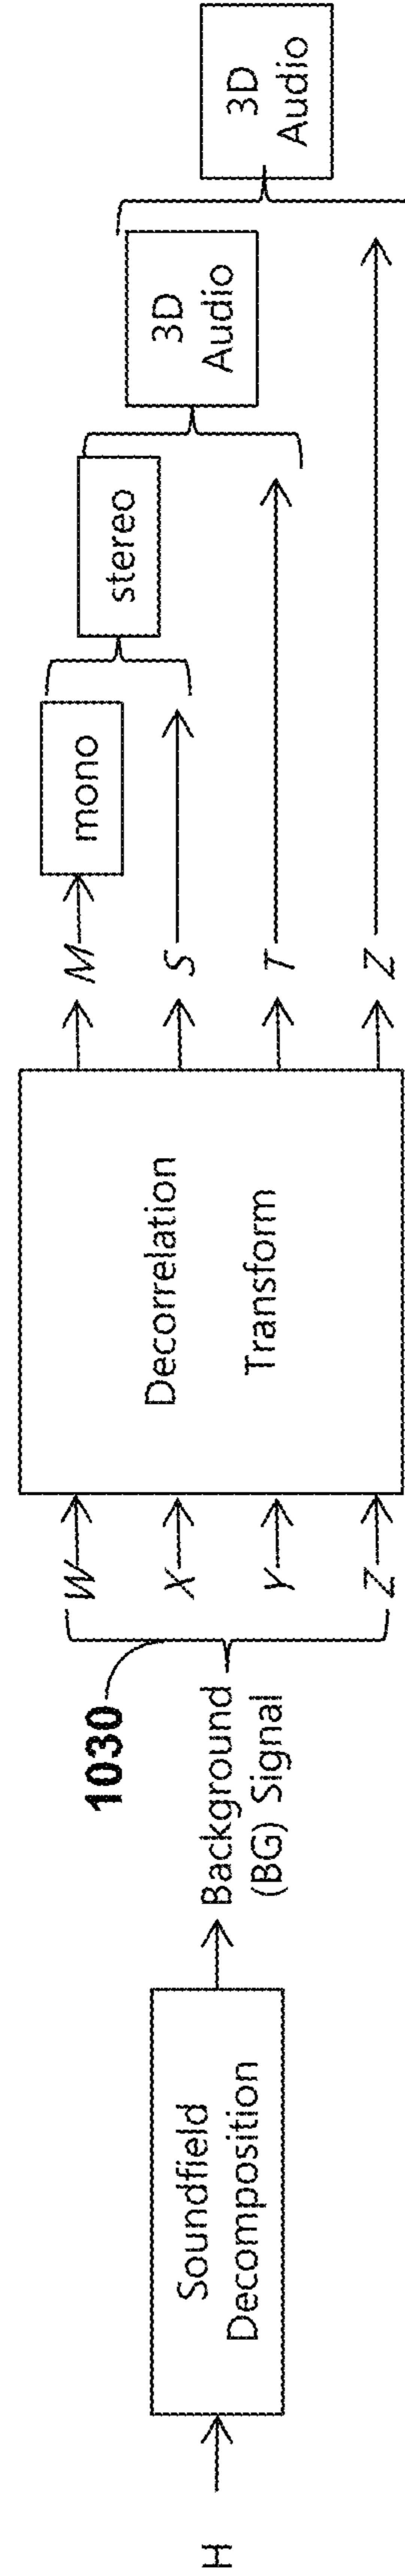 H
Soundfield
Decomposition
Background
(BG) Signal
1030
W
X
Y
Z
Decorrelation
Transform
M
S
T
Z
mono
stereo
3D
Audio
3D
Audio